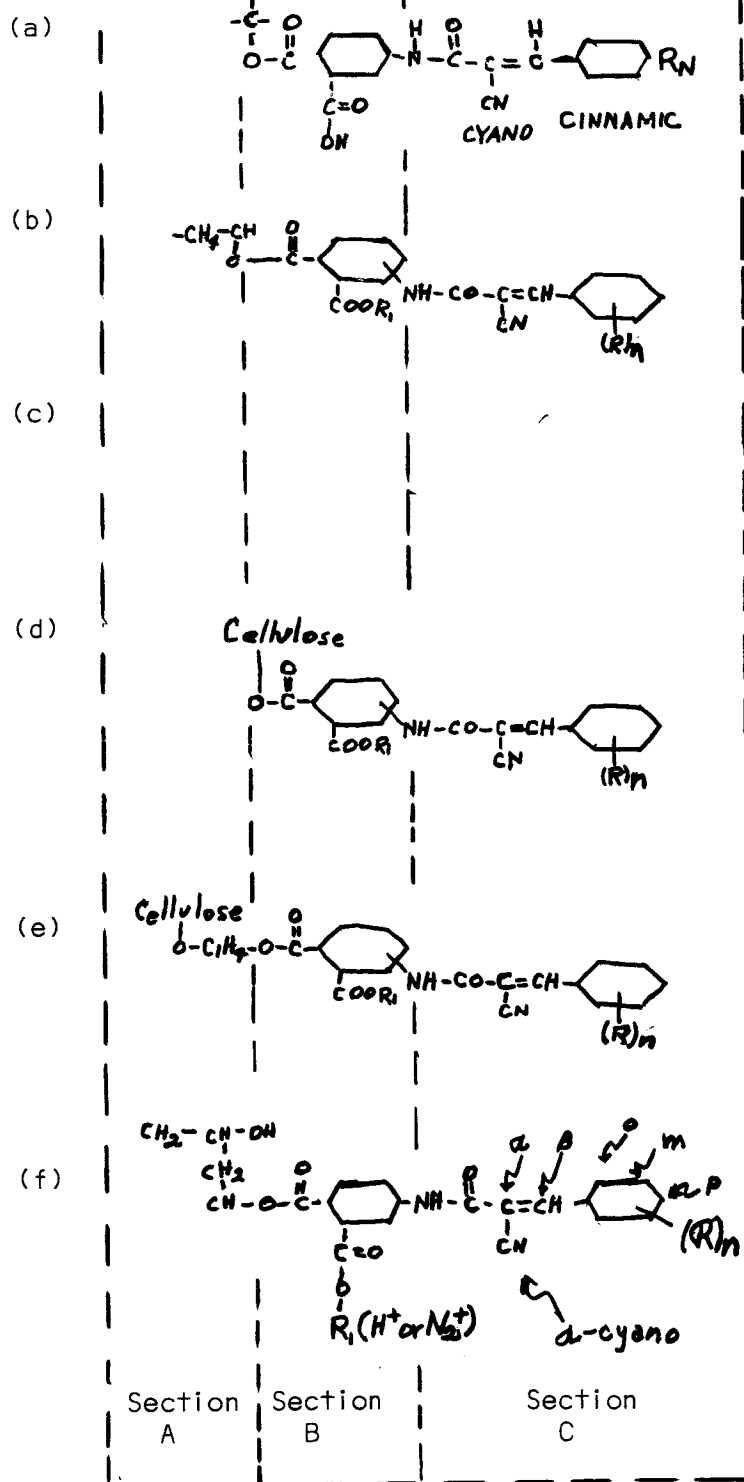 (a)
-C- O H O H
O-C N-C-C=C RN
C=O CN
OH CYANO CINNAMIC
(b)
-CH-CH O
O-C
COOR₁ NH-CO-C=CH
CN
(R)n
(c)
(d)
Cellulose
O
O-C
COOR₁ NH-CO-C=CH
CN
(R)n
(e)
Cellulose
O
O-C₁H₄-O-C
COOR₁ NH-CO-C=CH
CN
(R)n
(f)
CH₂-CH-OH α β o m
CH₂ O O p
CH-O-C NH-C-C=CH (R)n
C=O CN
O
R₁(H⁺or Na⁺) α-cyano
Section Section Section
A B C